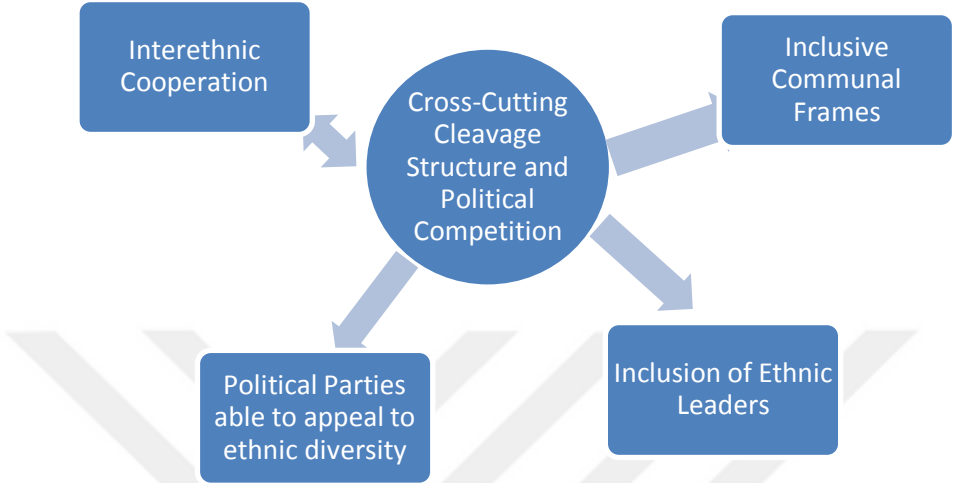 Interethnic
Cooperation
Cross-Cutting
Cleavage
Structure and
Political
Competition
Inclusive
Communal
Frames
Political Parties
able to appeal to
ethnic diversity
Inclusion of Ethnic
Leaders